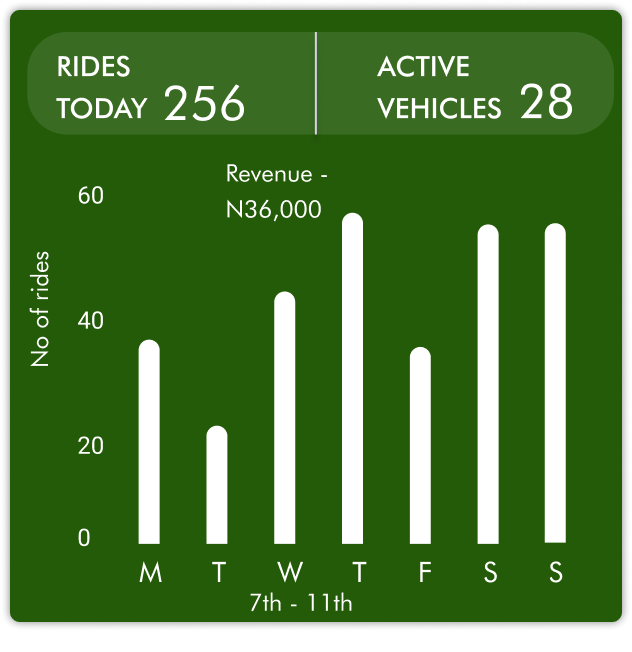 RIDES
TODAY 256
ACTIVE
VEHICLES 28
Revenue -
N36,000
60
40
20
0
No of rides
M T W T F S S
7th - 11th